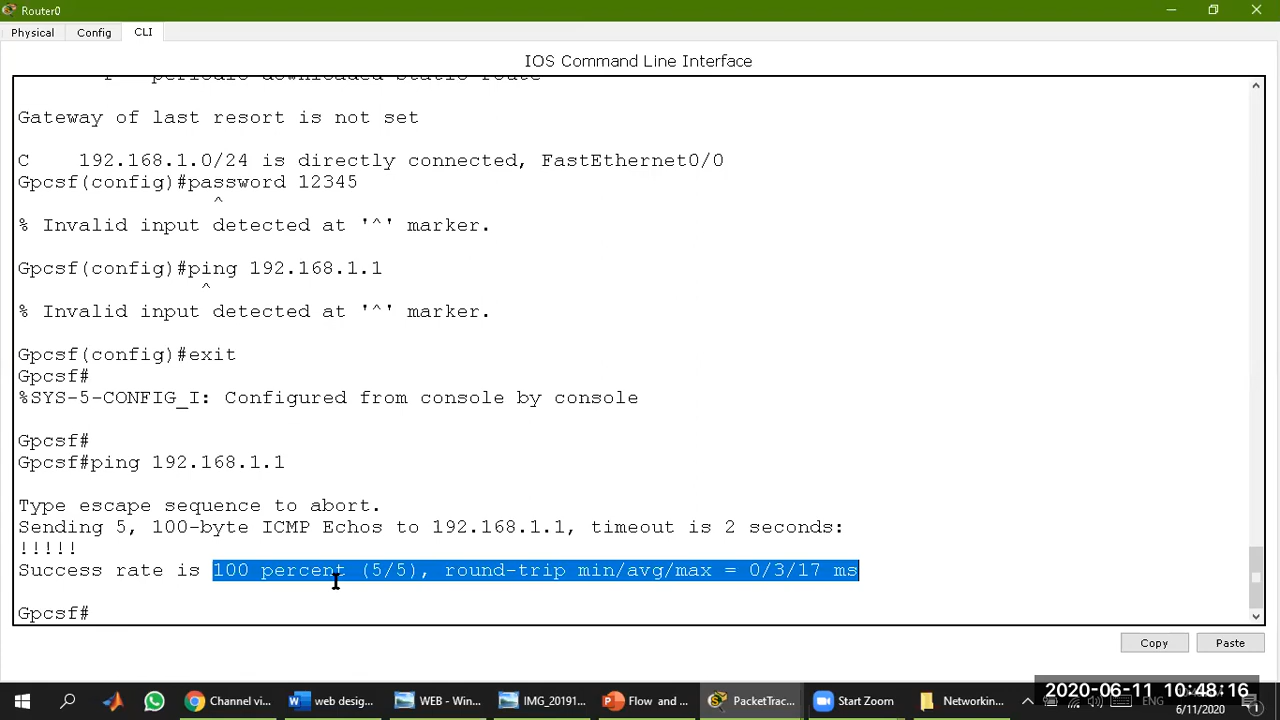 Router0
Physical Config CLI
IOS Command Line Interface
Gateway of last resort is not set
C 192.168.1.0/24 is directly connected, FastEthernet0/0
Gpcsf(config)#password 12345
^
% Invalid input detected at '^' marker.
Gpcsf(config)#ping 192.168.1.1
^
% Invalid input detected at '^' marker.
Gpcsf(config)#exit
Gpcsf#
%SYS-5-CONFIG_I: Configured from console by console
Gpcsf#
Gpcsf#ping 192.168.1.1
Type escape sequence to abort.
Sending 5, 100-byte ICMP Echos to 192.168.1.1, timeout is 2 seconds:
!!!!!
Success rate is 100 percent (5/5), round-trip min/avg/max = 0/3/17 ms
Gpcsf#
Copy Paste
Channel vi... web desig... WEB - Win... IMG_20191... Flow and ... PacketTrac... Start Zoom Networkin... ENG
2020-06-11 10:48:16
6/11/2020